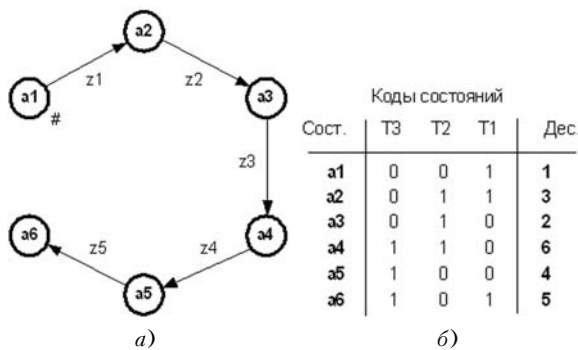 a2
z1
z2
a1
#
a3
z3
a6
z5
z4
a4
a5
а)
Коды состояний
Сост. T3 T2 T1 Дес.
a1 0 0 1 1
a2 0 1 1 3
a3 0 1 0 2
a4 1 1 0 6
a5 1 0 0 4
a6 1 0 1 5
б)